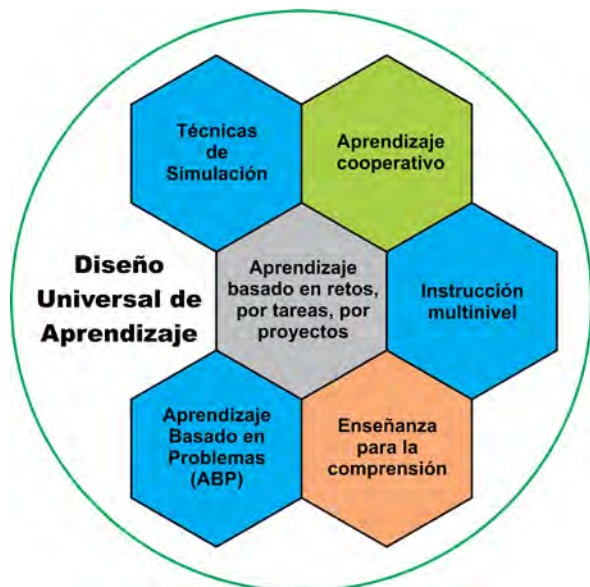 Técnicas
de
Simulación
Aprendizaje
cooperativo
Diseño
Universal de
Aprendizaje
Aprendizaje
basado en retos,
por tareas, por
proyectos
Instrucción
multinivel
Aprendizaje
Basado en
Problemas
(ABP)
Enseñanza
para la
comprensión